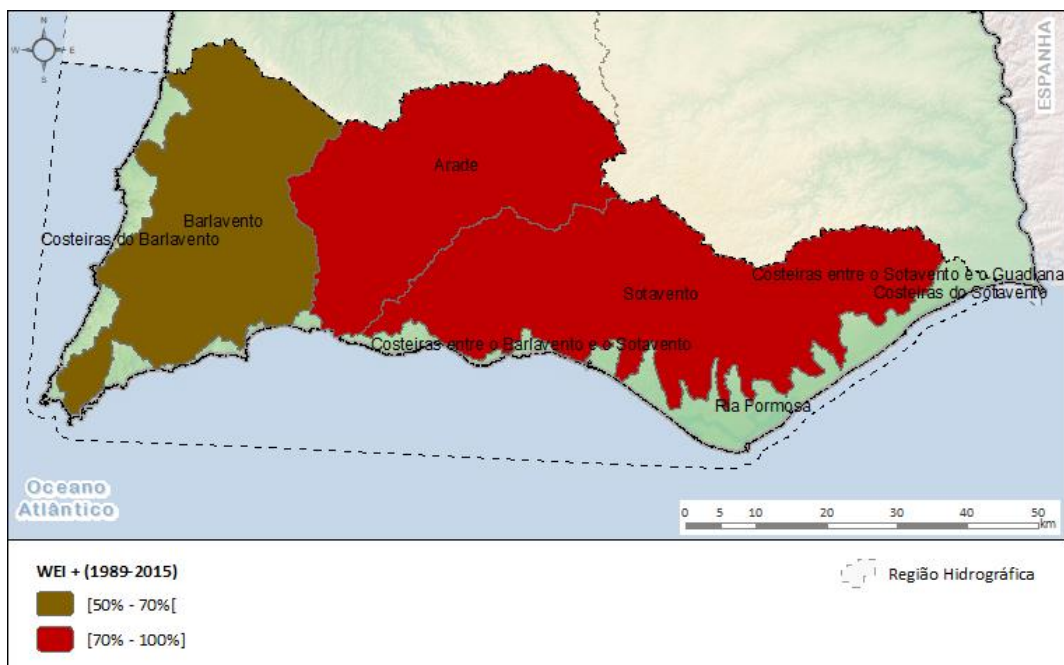 N
W E
S
ESPANHA
Arade
Barlavento
Costeiras do Barlavento
Costeiras entre o Sotavento e o Guadiana
Sotavento
Costeiras do Sotavento
Costeiras entre o Barlavento e o Sotavento
Ria Formosa
Oceano
Atlântico
0 5 10 20 30 40 50
km
WEI + (1989-2015)
Região Hidrográfica
[50% - 70%[
[70% - 100%]